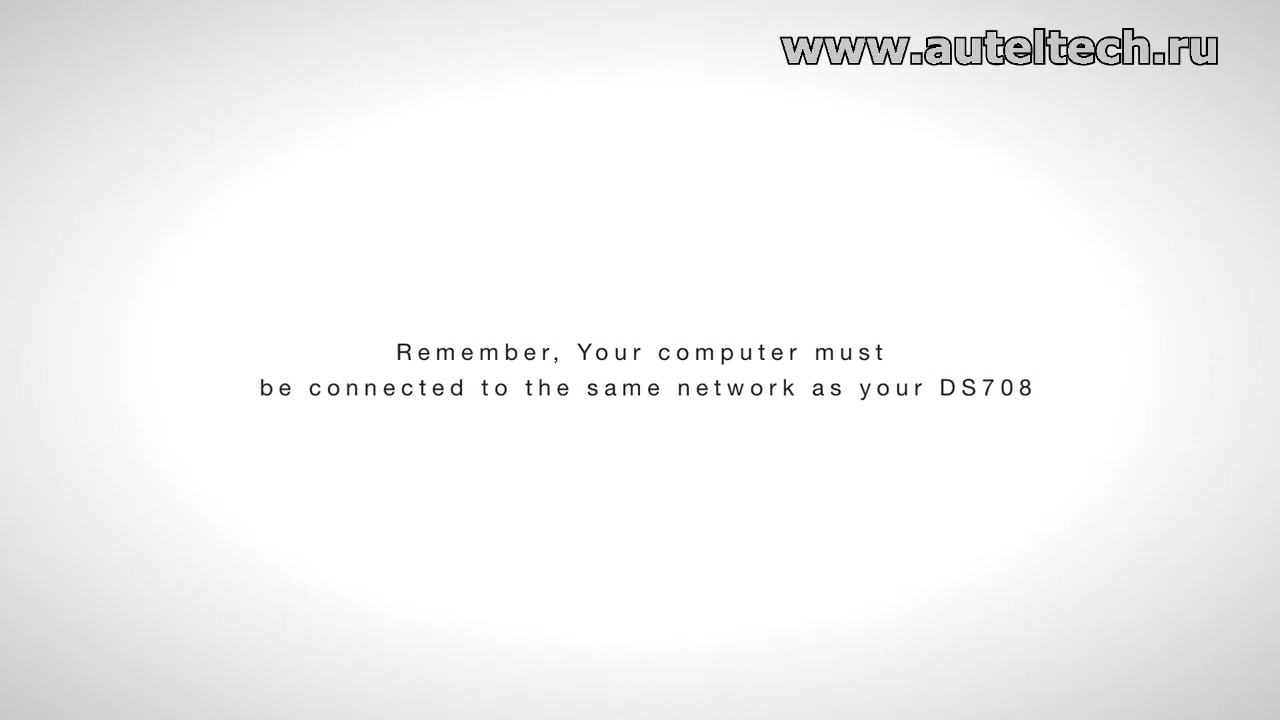 www.auteltech.ru
Remember, Your computer must
be connected to the same network as your DS708